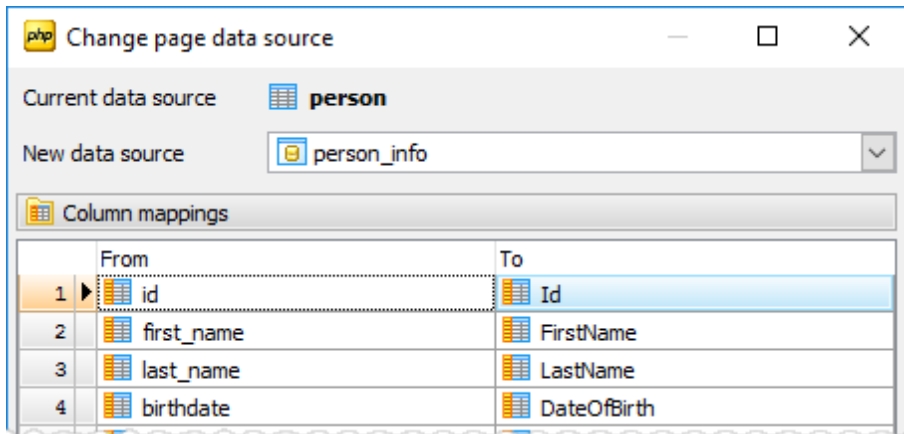 php Change page data source
Current data source person
New data source person_info
Column mappings
From To
1 id Id
2 first_name FirstName
3 last_name LastName
4 birthdate DateOfBirth